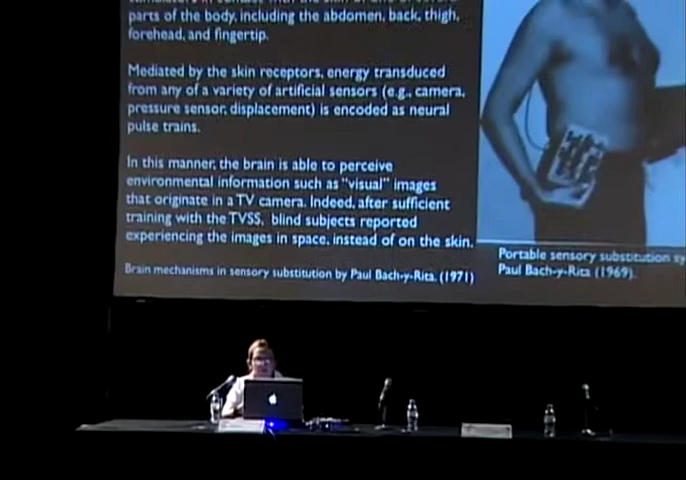 parts of the body, including the abdomen, back, thigh,
forehead, and fingertip.
Mediated by the skin receptors, energy transduced
from any of a variety of artificial sensors (e.g., camera,
pressure sensor, displacement) is encoded as neural
pulse trains.
In this manner, the brain is able to perceive
environmental information such as "visual" images
that originate in a TV camera. Indeed, after sufficient
training with the TVSS, blind subjects reported
experiencing the images in space, instead of on the skin.
Brain mechanisms in sensory substitution by Paul Bach-y-Rita. (1971)
Portable sensory substitution sy
Paul Bach-y-Rita (1969).